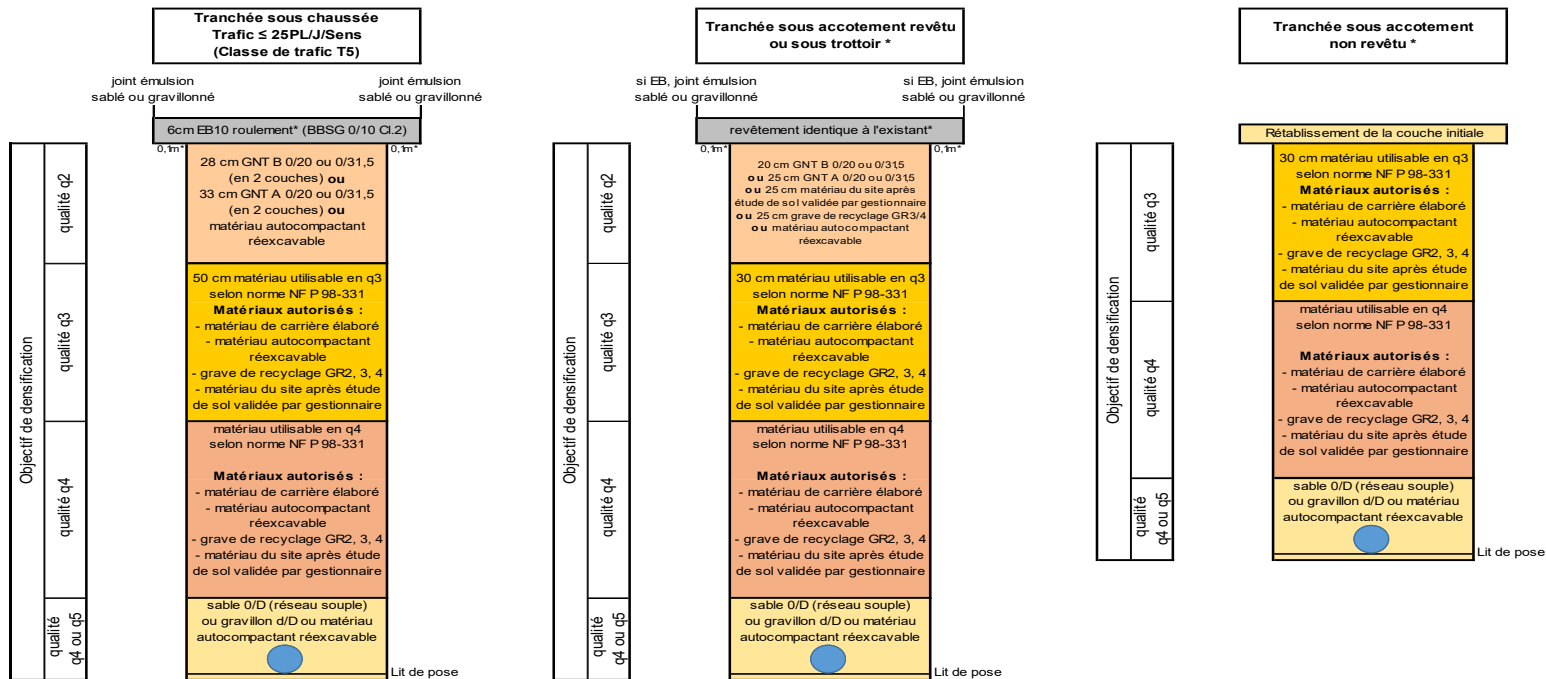 Tranchée sous chaussée
Trafic ≤ 25PL/J/Sens
(Classe de trafic T5)
joint émulsion
sablé ou gravillonné
joint émulsion
sablé ou gravillonné
6cm EB10 roulement* (BBSG 0/10 Cl.2)
0,1m*
0,1m*
Objectif de densification
qualité q2
28 cm GNT B 0/20 ou 0/31,5
(en 2 couches) ou
33 cm GNT A 0/20 ou 0/31,5
(en 2 couches) ou
matériau autocompactant
réexcavable
qualité q3
50 cm matériau utilisable en q3
selon norme NF P 98-331
Matériaux autorisés :
- matériau de carrière élaboré
- matériau autocompactant
réexcavable
- grave de recyclage GR2, 3, 4
- matériau du site après étude
de sol validée par gestionnaire
qualité q4
matériau utilisable en q4
selon norme NF P 98-331
Matériaux autorisés :
- matériau de carrière élaboré
- matériau autocompactant
réexcavable
- grave de recyclage GR2, 3, 4
- matériau du site après étude
de sol validée par gestionnaire
qualité
q4 ou q5
sable 0/D (réseau souple)
ou gravillon d/D ou matériau
autocompactant réexcavable
Lit de pose
Tranchée sous accotement revêtu
ou sous trottoir *
si EB, joint émulsion
sablé ou gravillonné
si EB, joint émulsion
sablé ou gravillonné
revêtement identique à l'existant*
0,1m*
0,1m*
Objectif de densification
qualité q2
20 cm GNT B 0/20 ou 0/31,5
ou 25 cm GNT A 0/20 ou 0/31,5
ou 25 cm matériau du site après
étude de sol validée par gestionnaire
ou 25 cm grave de recyclage GR3/4
ou matériau autocompactant
réexcavable
qualité q3
30 cm matériau utilisable en q3
selon norme NF P 98-331
Matériaux autorisés :
- matériau de carrière élaboré
- matériau autocompactant
réexcavable
- grave de recyclage GR2, 3, 4
- matériau du site après étude
de sol validée par gestionnaire
qualité q4
matériau utilisable en q4
selon norme NF P 98-331
Matériaux autorisés :
- matériau de carrière élaboré
- matériau autocompactant
réexcavable
- grave de recyclage GR2, 3, 4
- matériau du site après étude
de sol validée par gestionnaire
qualité
q4 ou q5
sable 0/D (réseau souple)
ou gravillon d/D ou matériau
autocompactant réexcavable
Lit de pose
Tranchée sous accotement
non revêtu *
Rétablissement de la couche initiale
Objectif de densification
qualité q3
30 cm matériau utilisable en q3
selon norme NF P 98-331
Matériaux autorisés :
- matériau de carrière élaboré
- matériau autocompactant
réexcavable
- grave de recyclage GR2, 3, 4
- matériau du site après étude
de sol validée par gestionnaire
qualité q4
matériau utilisable en q4
selon norme NF P 98-331
Matériaux autorisés :
- matériau de carrière élaboré
- matériau autocompactant
réexcavable
- grave de recyclage GR2, 3, 4
- matériau du site après étude
de sol validée par gestionnaire
qualité
q4 ou q5
sable 0/D (réseau souple)
ou gravillon d/D ou matériau
autocompactant réexcavable
Lit de pose